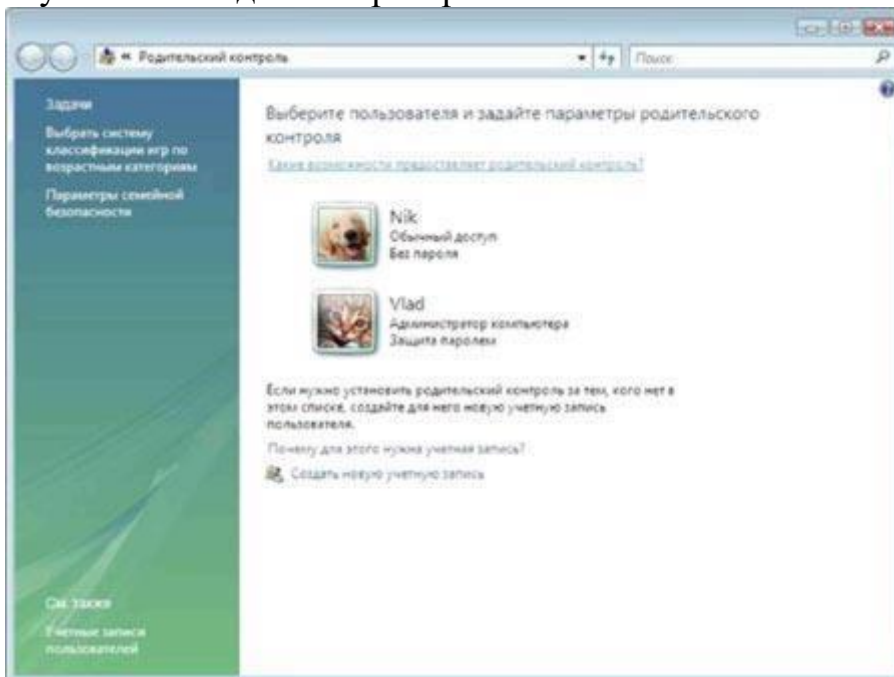 « Родительский контроль
Поиск
Задачи
Выбрать систему
классификации игр по
возрастным категориям
Параметры семейной
безопасности
Выберите пользователя и задайте параметры родительского
контроля
Какие возможности предоставляет родительский контроль?
Nik
Обычный доступ
Без пароля
Vlad
Администратор компьютера
Защита паролем
Если нужно установить родительский контроль за тем, кого нет в
этом списке, создайте для него новую учетную запись
пользователя.
Почему для этого нужна учетная запись?
Создать новую учетную запись
См. также
Учетные записи
пользователей